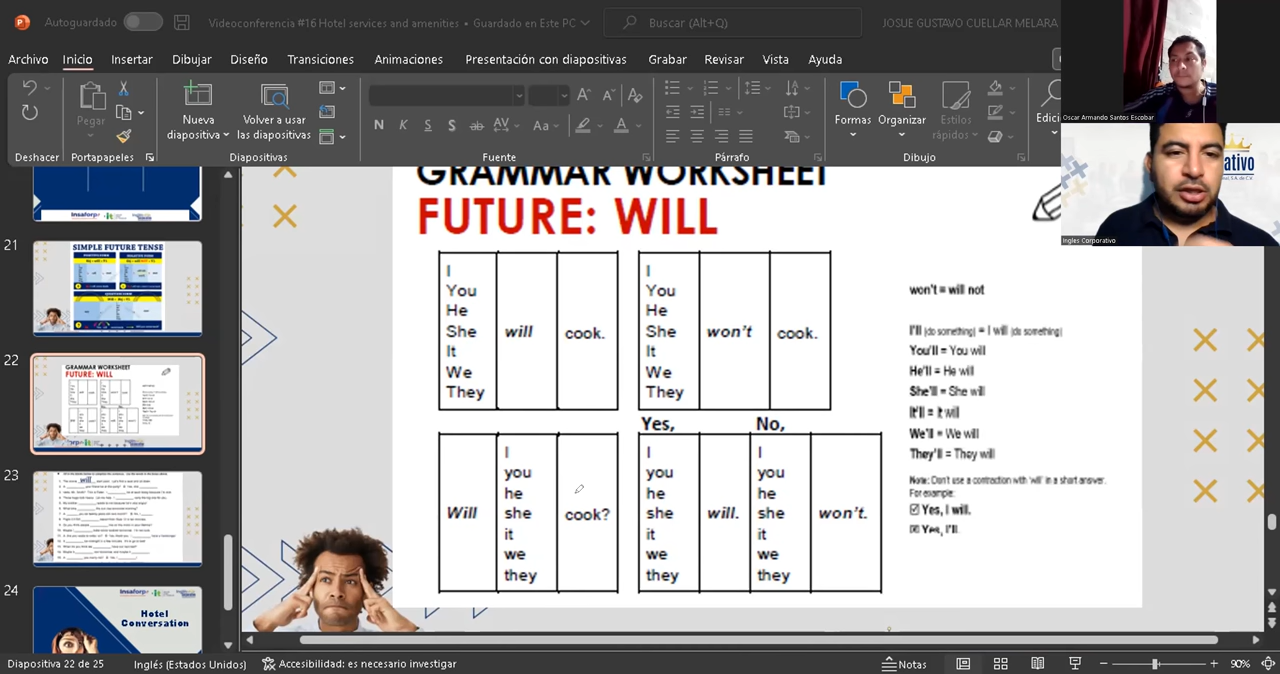 Autoguardado
Videoconferencia #16 Hotel services and amenities • Guardado en Este PC
Buscar (Alt+Q)
JOSUE GUSTAVO CUELLAR MELARA
Archivo Inicio Insertar Dibujar Diseño Transiciones Animaciones Presentación con diapositivas Grabar Revisar Vista Ayuda
Pegar
Nueva diapositiva
Volver a usar las diapositivas
N K S S ab AV Aa A
Formas
Organizar
Estilos rápidos
Edici
Deshacer Portapapeles Diapositivas Fuente Párrafo Dibujo
Oscar Armando Santos Escobar
ativo
Ingles Corporativo
21
SIMPLE FUTURE TENSE
22
GRAMMAR WORKSHEET
FUTURE: WILL
23
24
Hotel
Conversation
GRAMMAR WORKSHEET
FUTURE: WILL
I
You
He
She
It
We
They
will
cook.
I
You
He
She
It
We
They
won't
cook.
Will
I
you
he
she
it
we
they
cook?
Yes,
I
you
he
she
it
we
they
will.
No,
I
you
he
she
it
we
they
won't.
won't = will not
I'll (do something) = I will (do something)
You'll = You will
He'll = He will
She'll = She will
It'll = It will
We'll = We will
They'll = They will
Note: Don't use a contraction with 'will' in a short answer.
For example:
☑ Yes, I will.
☒ Yes, I'll.
Diapositiva 22 de 25
Inglés (Estados Unidos)
Accesibilidad: es necesario investigar
Notas
90%